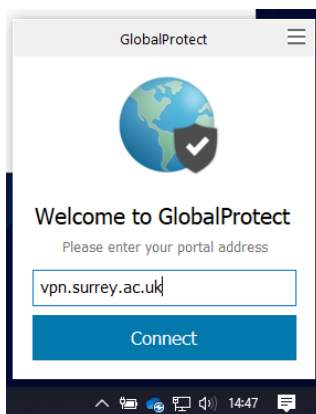 GlobalProtect
Welcome to GlobalProtect
Please enter your portal address
vpn.surrey.ac.uk
Connect
14:47